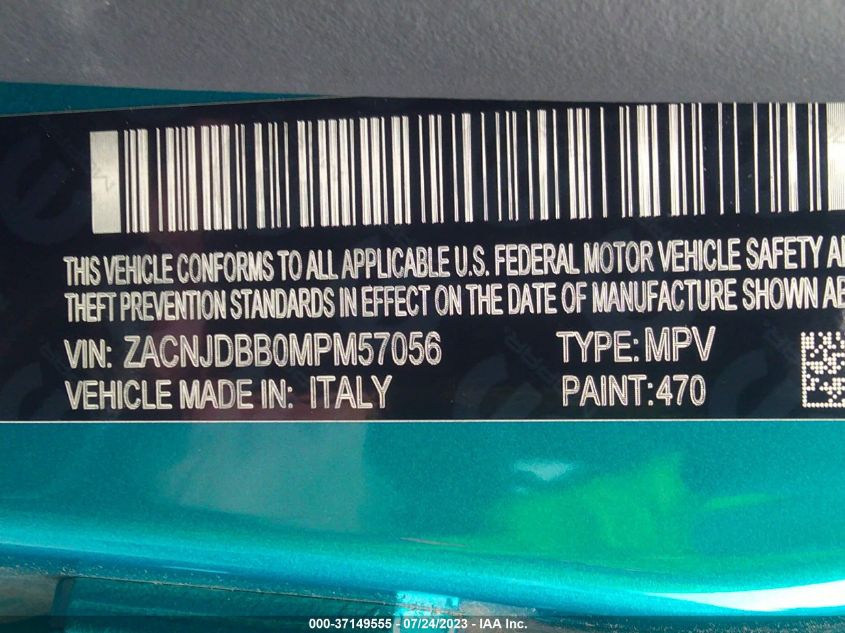 THIS VEHICLE CONFORMS TO ALL APPLICABLE U.S. FEDERAL MOTOR VEHICLE SAFETY
THEFT PREVENTION STANDARDS IN EFFECT ON THE DATE OF MANUFACTURE SHOWN
VIN: ZACNJDBB0MPM57056 TYPE: MPV
VEHICLE MADE IN: ITALY PAINT: 470
000-37149555 - 07/24/2023 - IAA Inc.